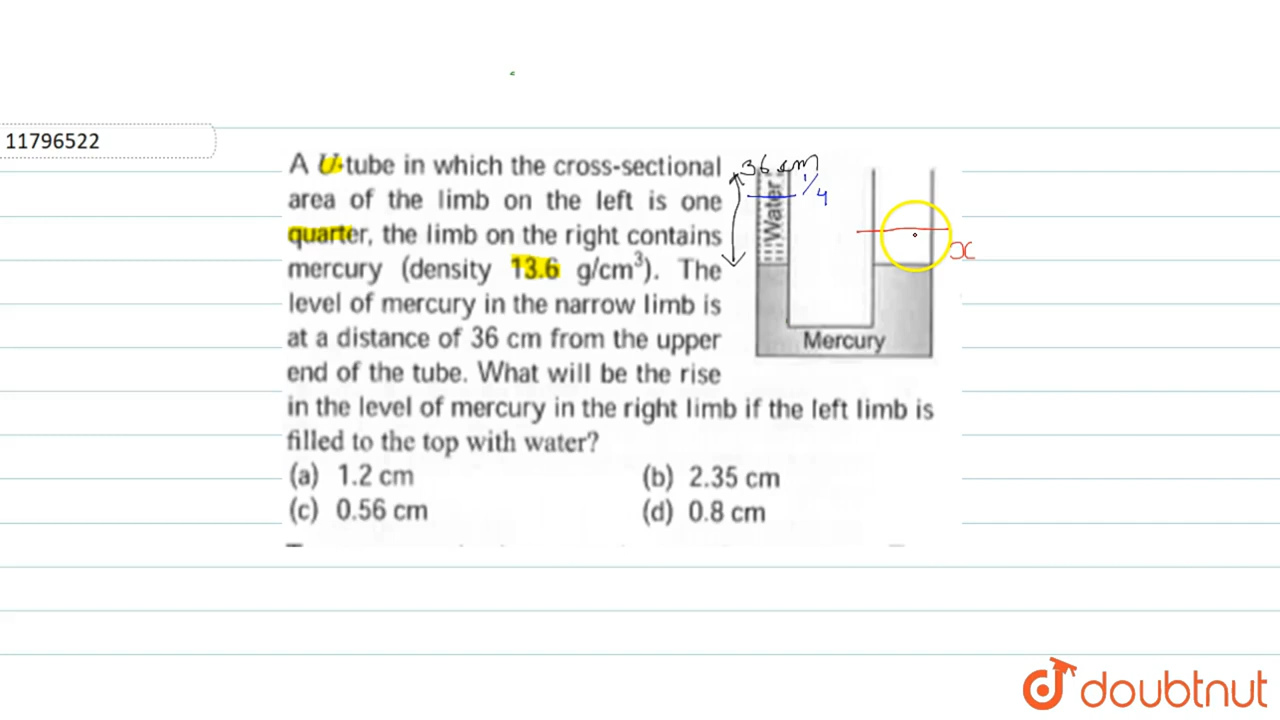 11796522
A U-tube in which the cross-sectional
area of the limb on the left is one
quarter, the limb on the right contains
mercury (density 13.6 g/cm³). The
level of mercury in the narrow limb is
at a distance of 36 cm from the upper
end of the tube. What will be the rise
in the level of mercury in the right limb if the left limb is
filled to the top with water?
(a) 1.2 cm (b) 2.35 cm
(c) 0.56 cm (d) 0.8 cm
36 cm
1/4
Water
x
Mercury
doubtnut